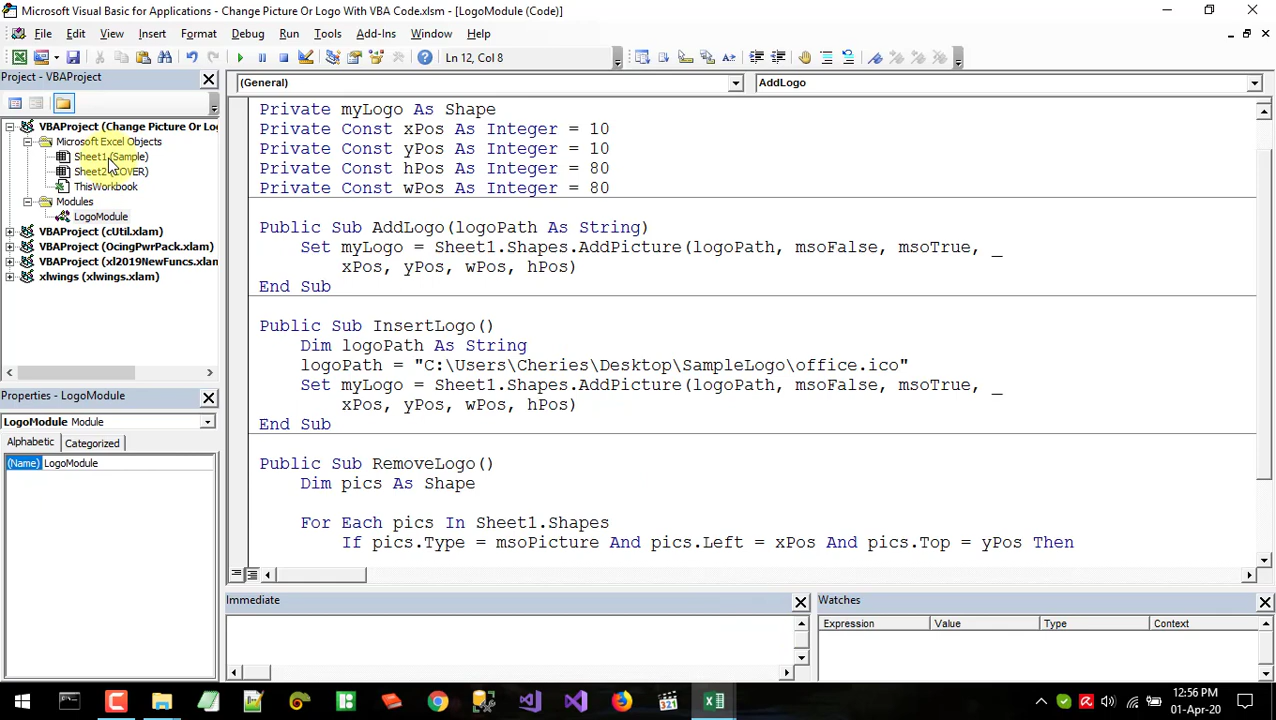 Microsoft Visual Basic for Applications - Change Picture Or Logo With VBA Code.xlsm - [LogoModule (Code)]
File Edit View Insert Format Debug Run Tools Add-Ins Window Help
Ln 12, Col 8
Project - VBAProject
(General)
AddLogo
VBAProject (Change Picture Or Log
Microsoft Excel Objects
Sheet1 (Sample)
Sheet2 (COVER)
ThisWorkbook
Modules
LogoModule
VBAProject (cUtil.xlam)
VBAProject (OcingPwrPack.xlam)
VBAProject (xl2019NewFuncs.xlam
xlwings (xlwings.xlam)
Properties - LogoModule
LogoModule Module
Alphabetic Categorized
(Name) LogoModule
Private myLogo As Shape
Private Const xPos As Integer = 10
Private Const yPos As Integer = 10
Private Const hPos As Integer = 80
Private Const wPos As Integer = 80
Public Sub AddLogo(logoPath As String)
Set myLogo = Sheet1.Shapes.AddPicture(logoPath, msoFalse, msoTrue, _
xPos, yPos, wPos, hPos)
End Sub
Public Sub InsertLogo()
Dim logoPath As String
logoPath = "C:\Users\Cheries\Desktop\SampleLogo\office.ico"
Set myLogo = Sheet1.Shapes.AddPicture(logoPath, msoFalse, msoTrue, _
xPos, yPos, wPos, hPos)
End Sub
Public Sub RemoveLogo()
Dim pics As Shape
For Each pics In Sheet1.Shapes
If pics.Type = msoPicture And pics.Left = xPos And pics.Top = yPos Then
Immediate
Watches
Expression Value Type Context
321
12:56 PM
01-Apr-20